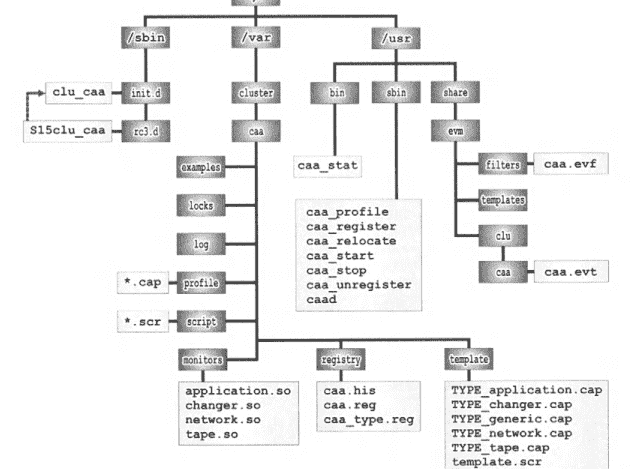 /sbin
/var
/usr
clu_caa
init.d
cluster
bin
sbin
share
S15clu_caa
rc3.d
caa
evm
examples
caa_stat
filters
caa.evf
locks
templates
caa_profile
caa_register
caa_relocate
caa_start
caa_stop
caa_unregister
caad
log
clu
*.cap
profile
caa
caa.evt
*.scr
script
monitors
registry
template
application.so
changer.so
network.so
tape.so
caa.his
caa.reg
caa_type.reg
TYPE_application.cap
TYPE_changer.cap
TYPE_generic.cap
TYPE_network.cap
TYPE_tape.cap
template.scr